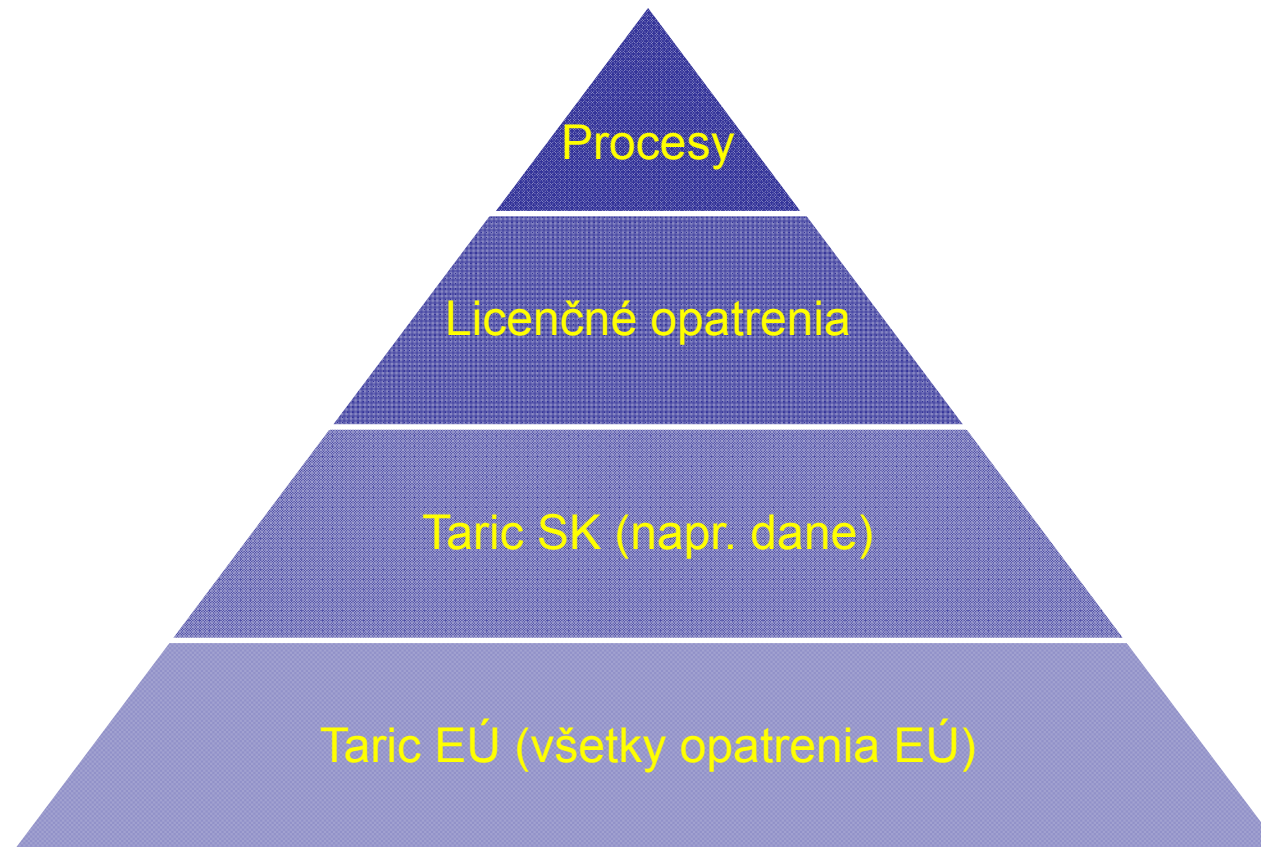 Procesy
Licenčné opatrenia
Taric SK (napr. dane)
Taric EÚ (všetky opatrenia EÚ)